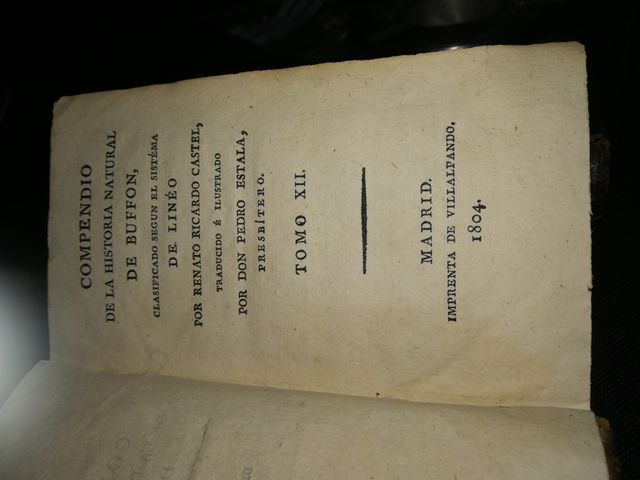 COMPENDIO
DE LA HISTORIA NATURAL
DE BUFFON,
CLASIFICADO SEGUN EL SISTÉMA
DE LINÉO
POR RENATO RICARDO CASTEL,
TRADUCIDO É ILUSTRADO
POR DON PEDRO ESTALA,
PRESBÍTERO.
TOMO XII.
MADRID.
IMPRENTA DE VILLALPANDO.
1804.